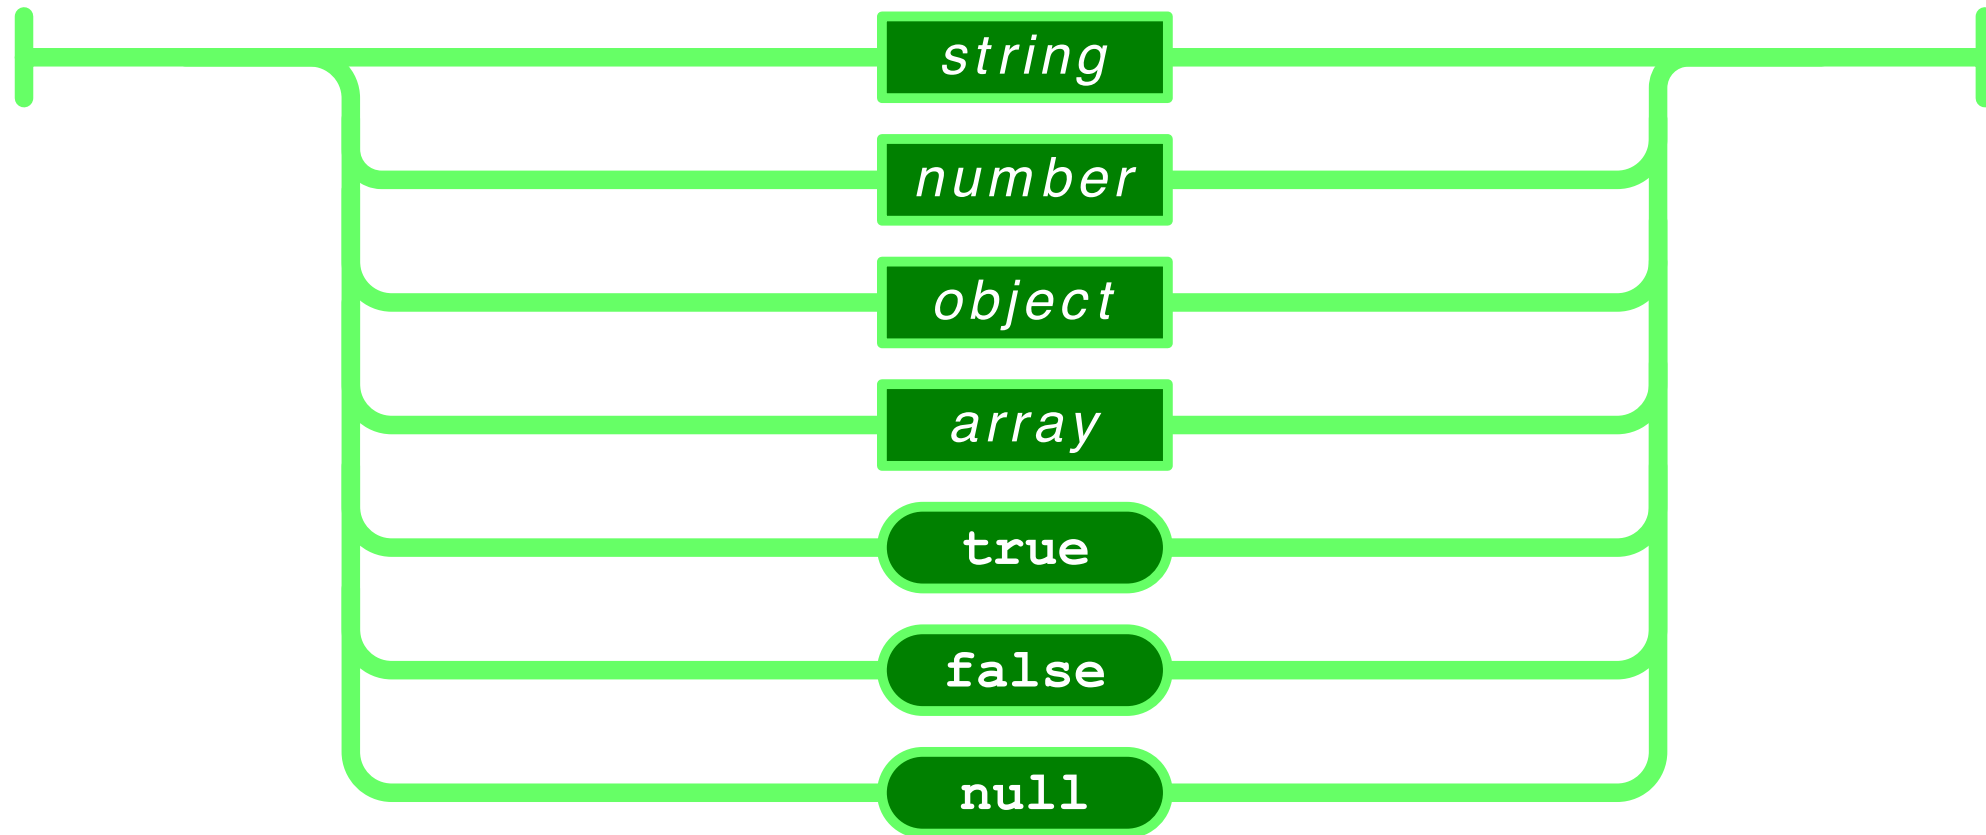 string
number
object
array
true
false
null